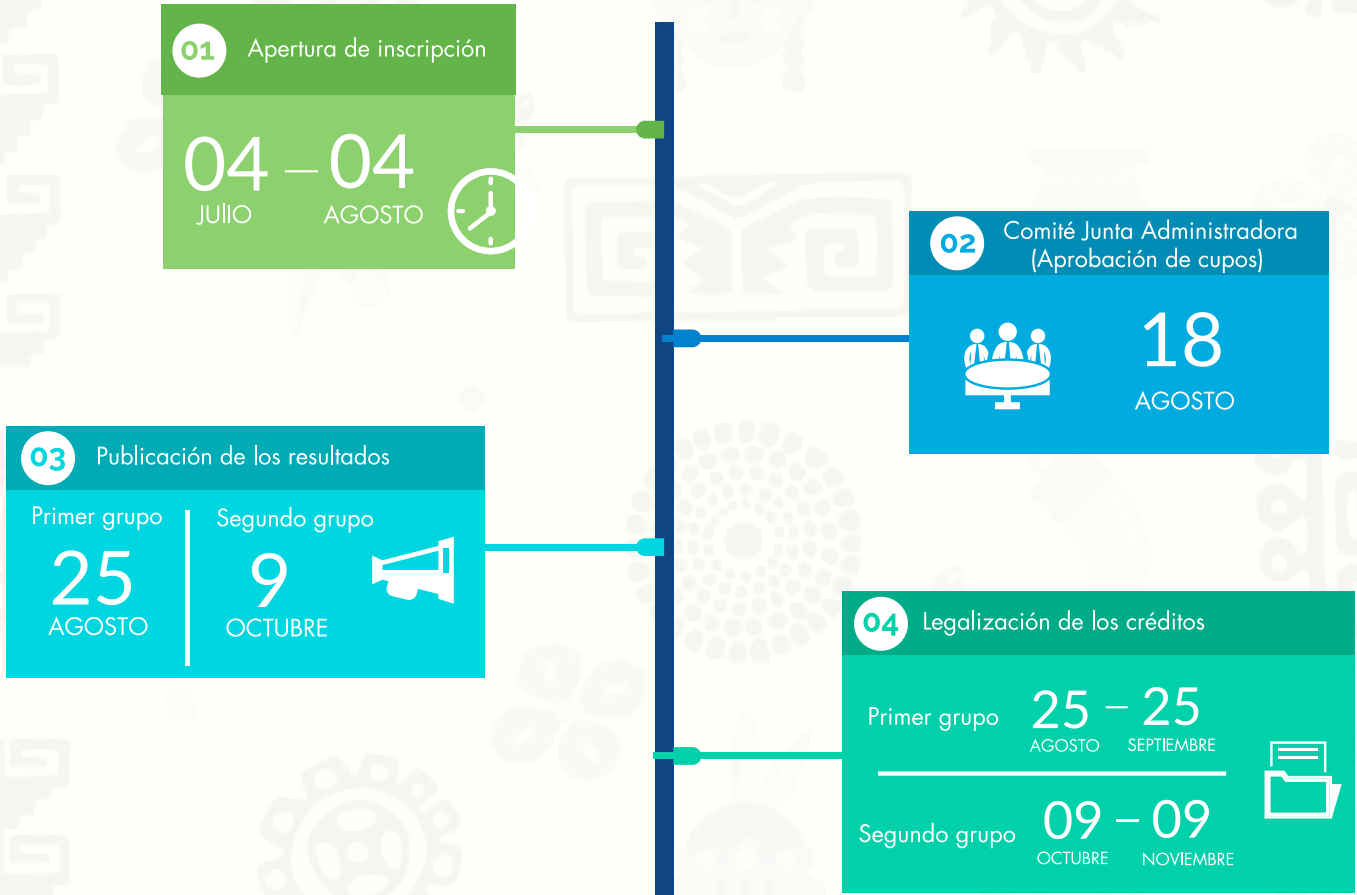 01
Apertura de inscripción
04 – 04
JUlIO AGOSTO
02
Comité Junta Administradora
(Aprobación de cupos)
18
AGOSTO
03
Publicación de los resultados
Primer grupo
25
AGOSTO
Segundo grupo
9
OCTUBRE
04
Legalización de los créditos
Primer grupo
25 – 25
AGOSTO SEPTIEMBRE
Segundo grupo
09 – 09
OCTUBRE NOVIEMBRE